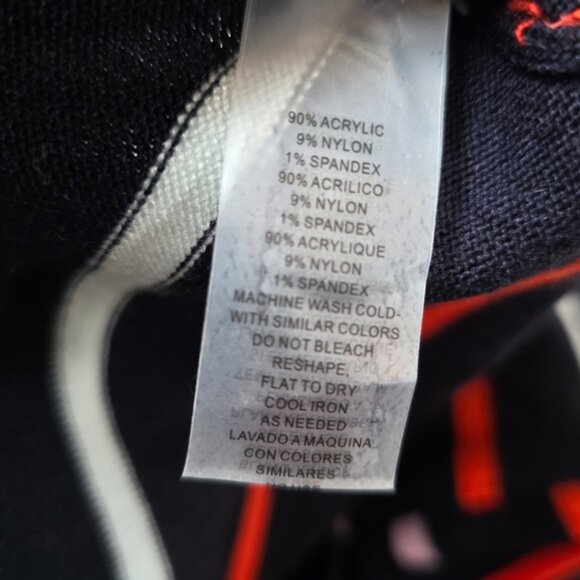 90% ACRYLIC
9% NYLON
1% SPANDEX
90% ACRILICO
9% NYLON
1% SPANDEX
90% ACRYLIQUE
9% NYLON
1% SPANDEX
MACHINE WASH COLD-
WITH SIMILAR COLORS
DO NOT BLEACH
RESHAPE,
FLAT TO DRY
COOL IRON
AS NEEDED
LAVADO A MAQUINA
CON COLORES
SIMILARES